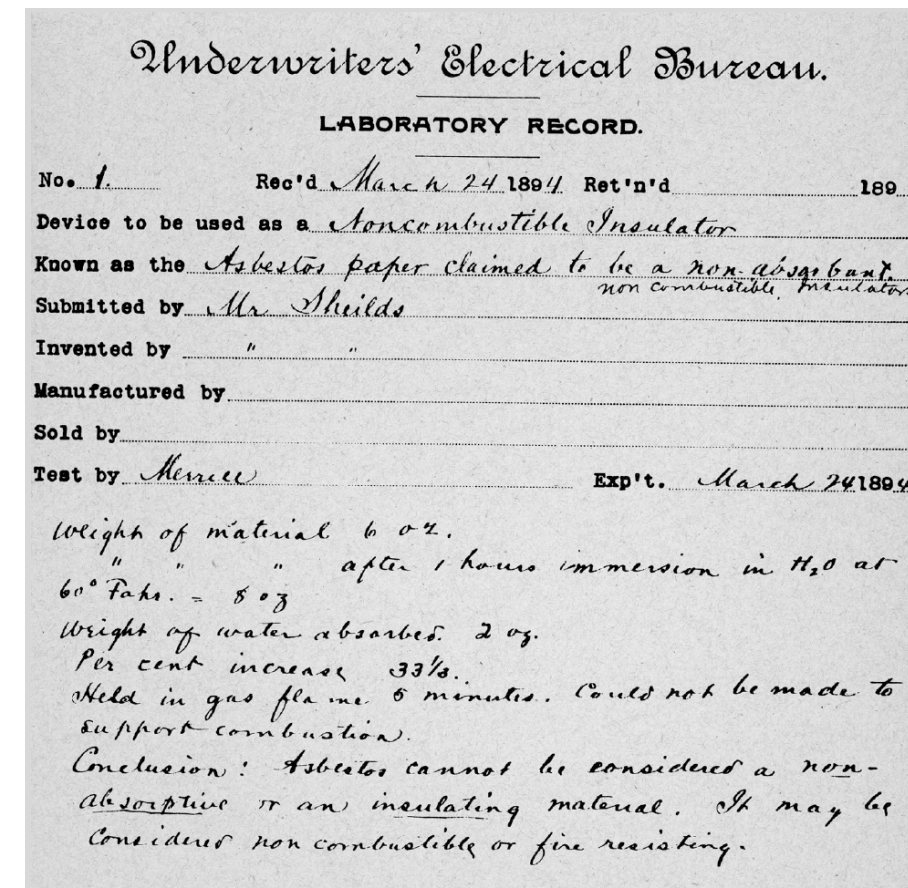 Underwriters' Electrical Bureau.
LABORATORY RECORD.
No. 1. Rec'd March 24 1894 Ret'n'd 189
Device to be used as a Noncombustible Insulator
Known as the Asbestos paper claimed to be a non-absorbant.
non combustible, Insulator.
Submitted by Mr Sheilds
Invented by " "
Manufactured by
Sold by
Test by Merrill Exp't. March 24 1894
Weight of material 6 oz.
" " " after 1 hours immersion in H2O at
60° Fahr. = 8 oz
Weight of water absorbed. 2 oz.
Per cent increase 33 1/3.
Held in gas flame 5 minutes. Could not be made to
support combustion.
Conclusion: Asbestos cannot be considered a non-
absorptive or an insulating material. It may be
considered non combustible or fire resisting.